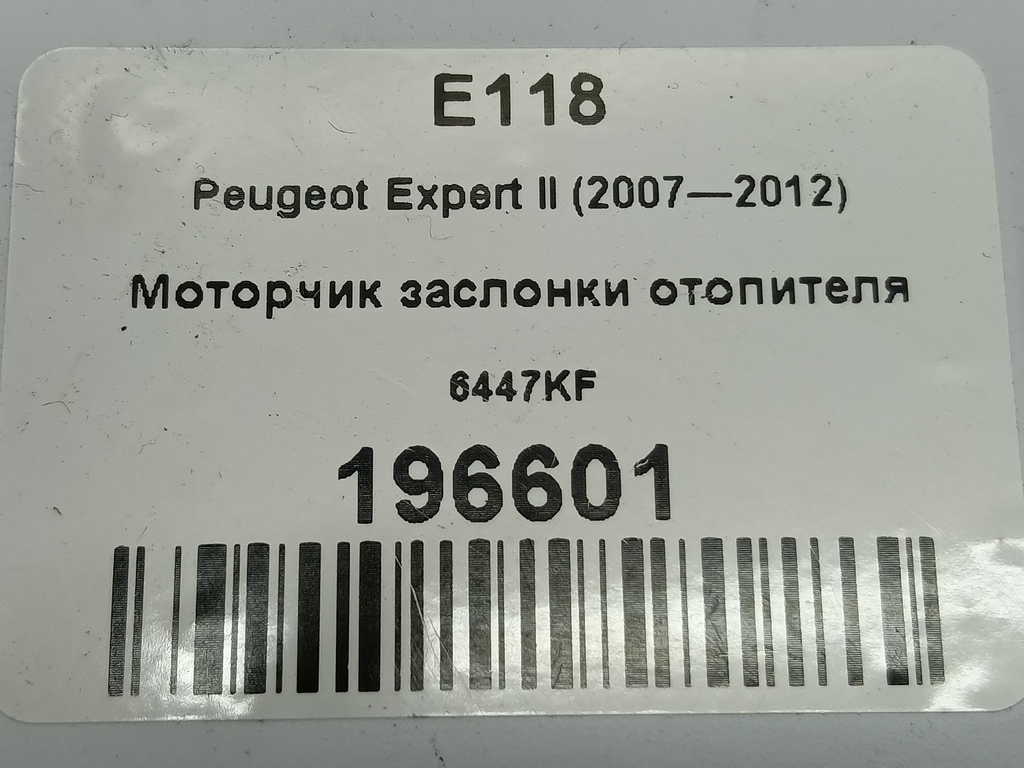 E118
Peugeot Expert II (2007—2012)
Моторчик заслонки отопителя
6447KF
196601